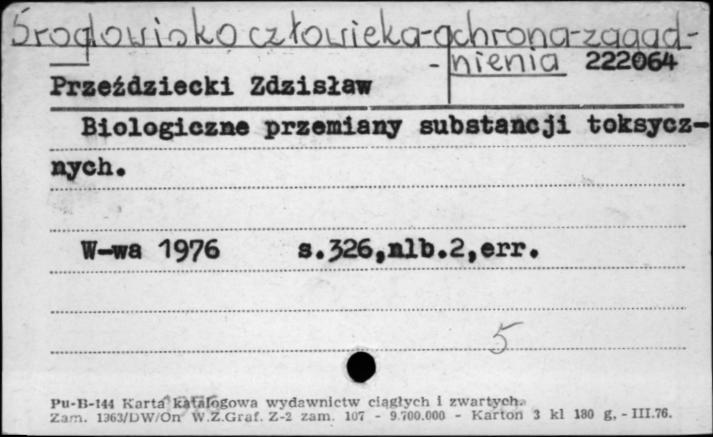 Środowisko człowieka-ochrona-zagad-
- nienia 222064
Przeździecki Zdzisław
Biologiczne przemiany substancji toksycz-
nych.
W-wa 1976 s.326,nlb.2,err.
5
Pu-B-144 Karta katalogowa wydawnictw ciągłych i zwartych.
Zam. 1363/DW/On W.Z.Graf. Z-2 zam. 107 - 9.700.000 - Karton 3 kl 180 g. - III.76.